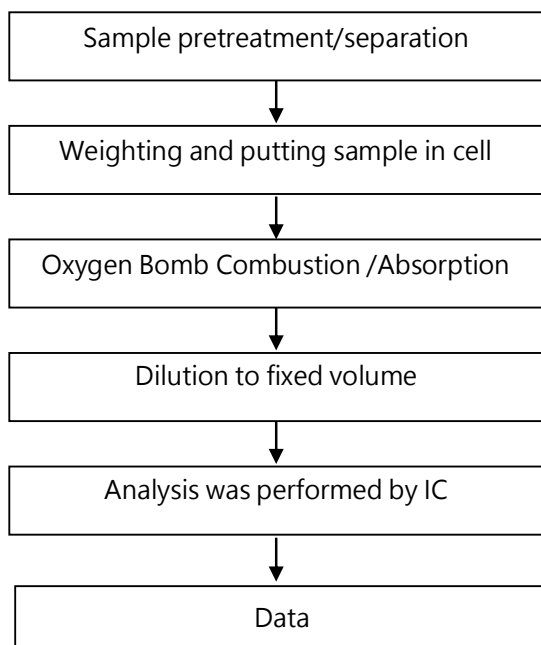 Sample pretreatment/separation
Weighting and putting sample in cell
Oxygen Bomb Combustion /Absorption
Dilution to fixed volume
Analysis was performed by IC
Data